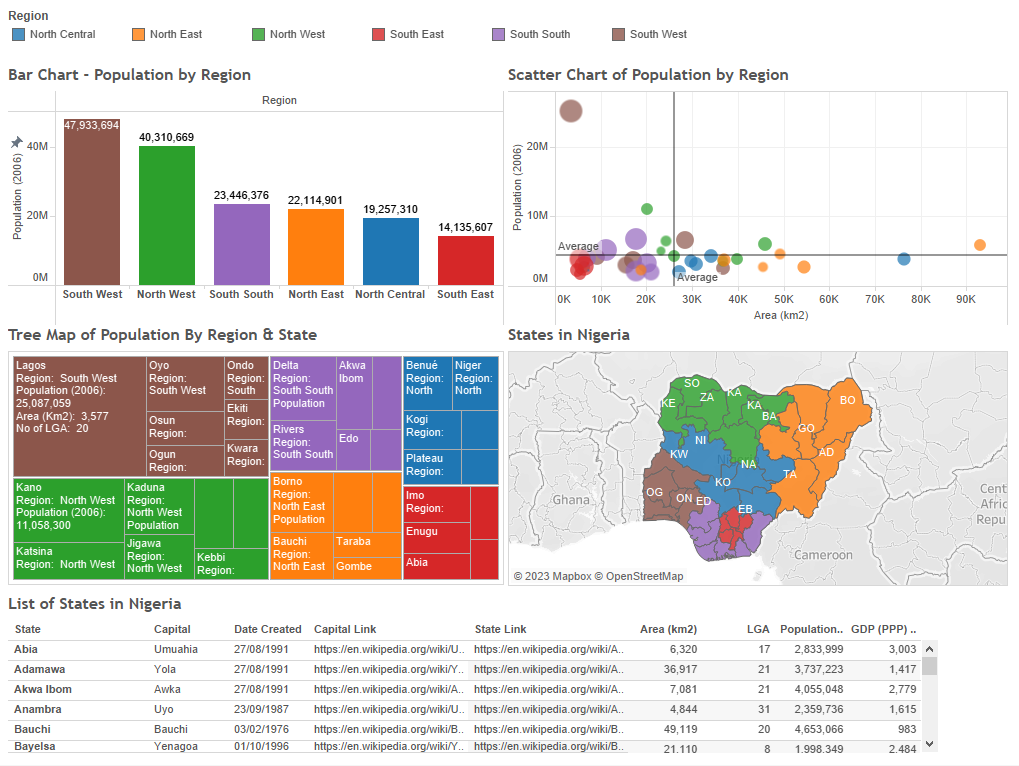 Region
North Central North East North West South East South South South West
Bar Chart - Population by Region
Region
Population (2006)
40M
20M
0M
47,933,694
40,310,669
23,446,376
22,114,901
19,257,310
14,135,607
South West North West South South North East North Central South East
Scatter Chart of Population by Region
Population (2006)
20M
10M
0M
Average
Average
0K 10K 20K 30K 40K 50K 60K 70K 80K 90K
Area (km2)
Tree Map of Population By Region & State
Lagos
Region: South West
Population (2006):
25,087,059
Area (Km2): 3,577
No of LGA: 20
Oyo
Region:
South West
Osun
Region:
Ogun
Region:
Ondo
Region:
South
Ekiti
Region:
Kwara
Region:
Delta
Region:
South South
Population
Rivers
Region:
South South
Akwa
Ibom
Edo
Benué
Region:
North
Niger
Region:
North
Kogi
Region:
Plateau
Region:
Kano
Region: North West
Population (2006):
11,058,300
Katsina
Region: North West
Kaduna
Region:
North West
Population
Jigawa
Region:
North West
Kebbi
Region:
Borno
Region:
North East
Population
Bauchi
Region:
North East
Taraba
Gombe
Imo
Region:
Enugu
Abia
States in Nigeria
SO
KE
ZA
KA
KA
BA
BO
GO
AD
NI
KW
NA
TA
KO
OG
ON
ED
EB
Ghana
Cameroon
Cent
Afric
Repu
© 2023 Mapbox © OpenStreetMap
List of States in Nigeria
State Capital Date Created Capital Link State Link Area (km2) LGA Population.. GDP (PPP) ..
Abia Umuahia 27/08/1991 https://en.wikipedia.org/wiki/U.. https://en.wikipedia.org/wiki/A.. 6,320 17 2,833,999 3,003
Adamawa Yola 27/08/1991 https://en.wikipedia.org/wiki/Y.. https://en.wikipedia.org/wiki/A.. 36,917 21 3,737,223 1,417
Akwa Ibom Awka 27/08/1991 https://en.wikipedia.org/wiki/A.. https://en.wikipedia.org/wiki/A.. 7,081 21 4,055,048 2,779
Anambra Uyo 23/09/1987 https://en.wikipedia.org/wiki/U.. https://en.wikipedia.org/wiki/A.. 4,844 31 2,359,736 1,615
Bauchi Bauchi 03/02/1976 https://en.wikipedia.org/wiki/B.. https://en.wikipedia.org/wiki/B.. 49,119 20 4,653,066 983
Bayelsa Yenagoa 01/10/1996 https://en.wikipedia.org/wiki/Y.. https://en.wikipedia.org/wiki/B.. 21,110 8 1,998,349 2,484